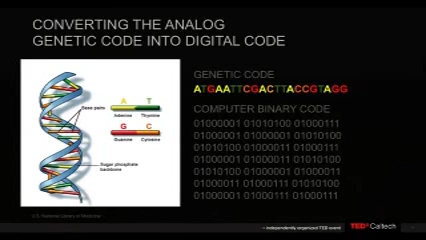 CONVERTING THE ANALOG
GENETIC CODE INTO DIGITAL CODE
GENETIC CODE
ATGAATTCGACTTACCGTAGG
COMPUTER BINARY CODE
01000001 01010100 01000111
01000001 01000001 01010100
01010100 01000011 01000111
01000001 01000011 01010100
01010100 01000001 01000011
01000011 01000111 01010100
01000001 01000111 01000111
Base pairs
A T
Adenine Thymine
G C
Guanine Cytosine
Sugar phosphate
backbone
U.S. National Library of Medicine
independently organized TED event
TEDx Caltech